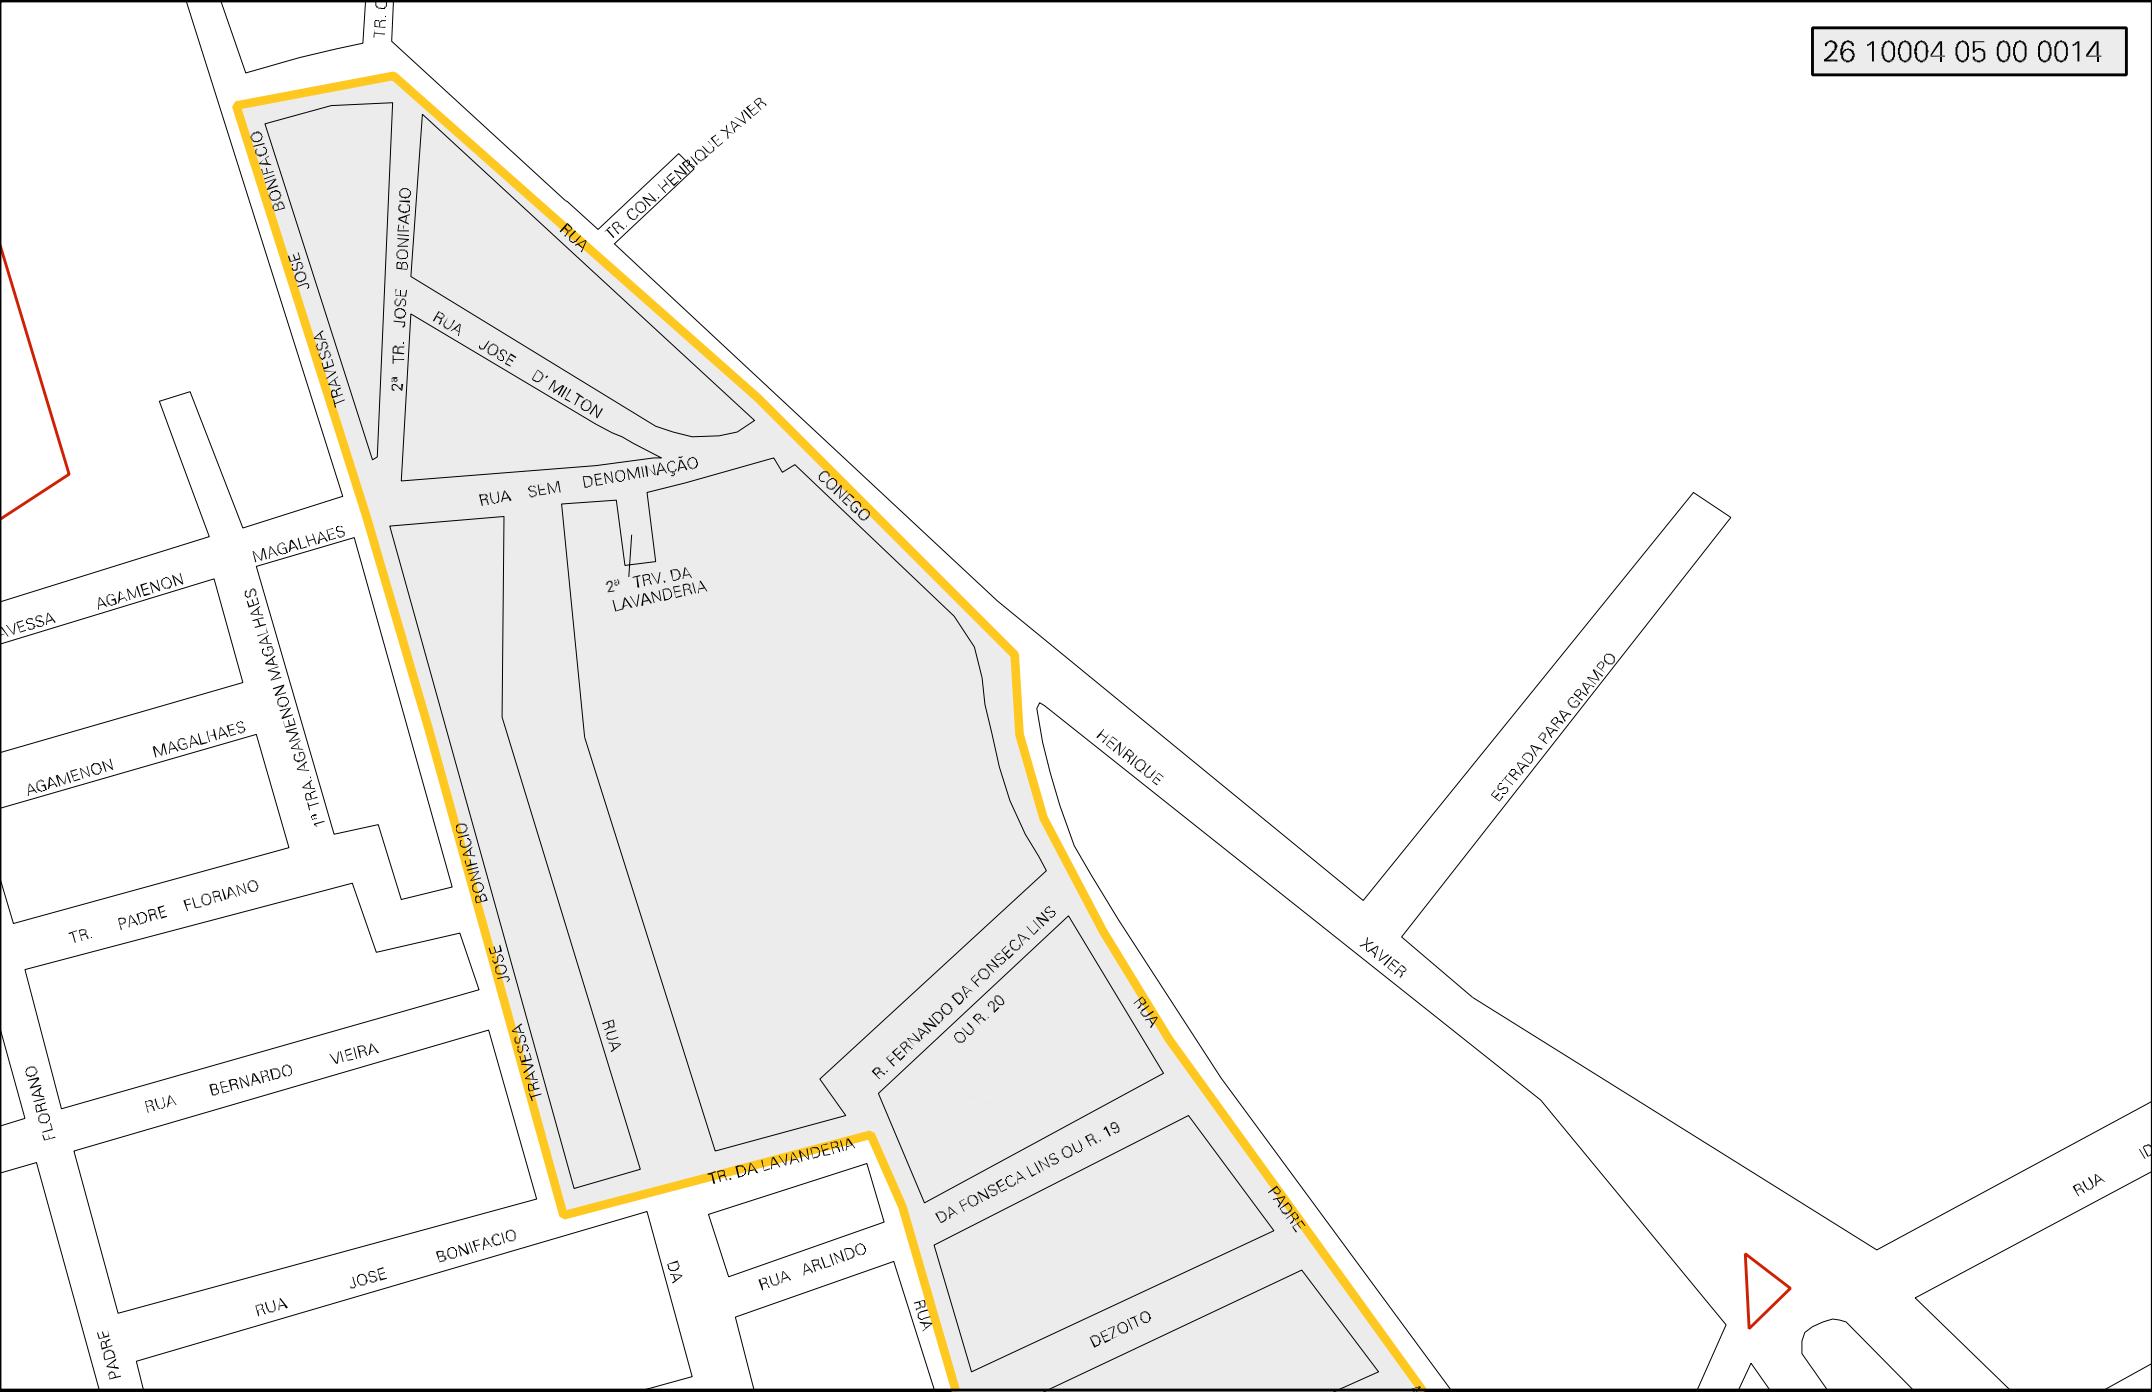 26 10004 05 00 0014
TR. C
TR. CON. HENRIQUE XAVIER
TRAVESSA JOSE BONIFACIO
2ª TR. JOSE BONIFACIO
RUA JOSE D' MILTON
RUA CONEGO HENRIQUE XAVIER
RUA SEM DENOMINAÇÃO
2ª TRV. DA
LAVANDERIA
AVESSA AGAMENON MAGALHAES
1ª TRA. AGAMENON MAGALHAES
AGAMENON MAGALHAES
ESTRADA PARA GRAMPO
TR. PADRE FLORIANO
TRAVESSA JOSE BONIFACIO
R. FERNANDO DA FONSECA LINS
OU R. 20
RUA BERNARDO VIEIRA
PADRE FLORIANO
RUA DA
TR. DA LAVANDERIA
DA FONSECA LINS OU R. 19
RUA PADRE
RUA JOSE BONIFACIO
RUA ARLINDO
RUA
DEZOITO
RUA ID